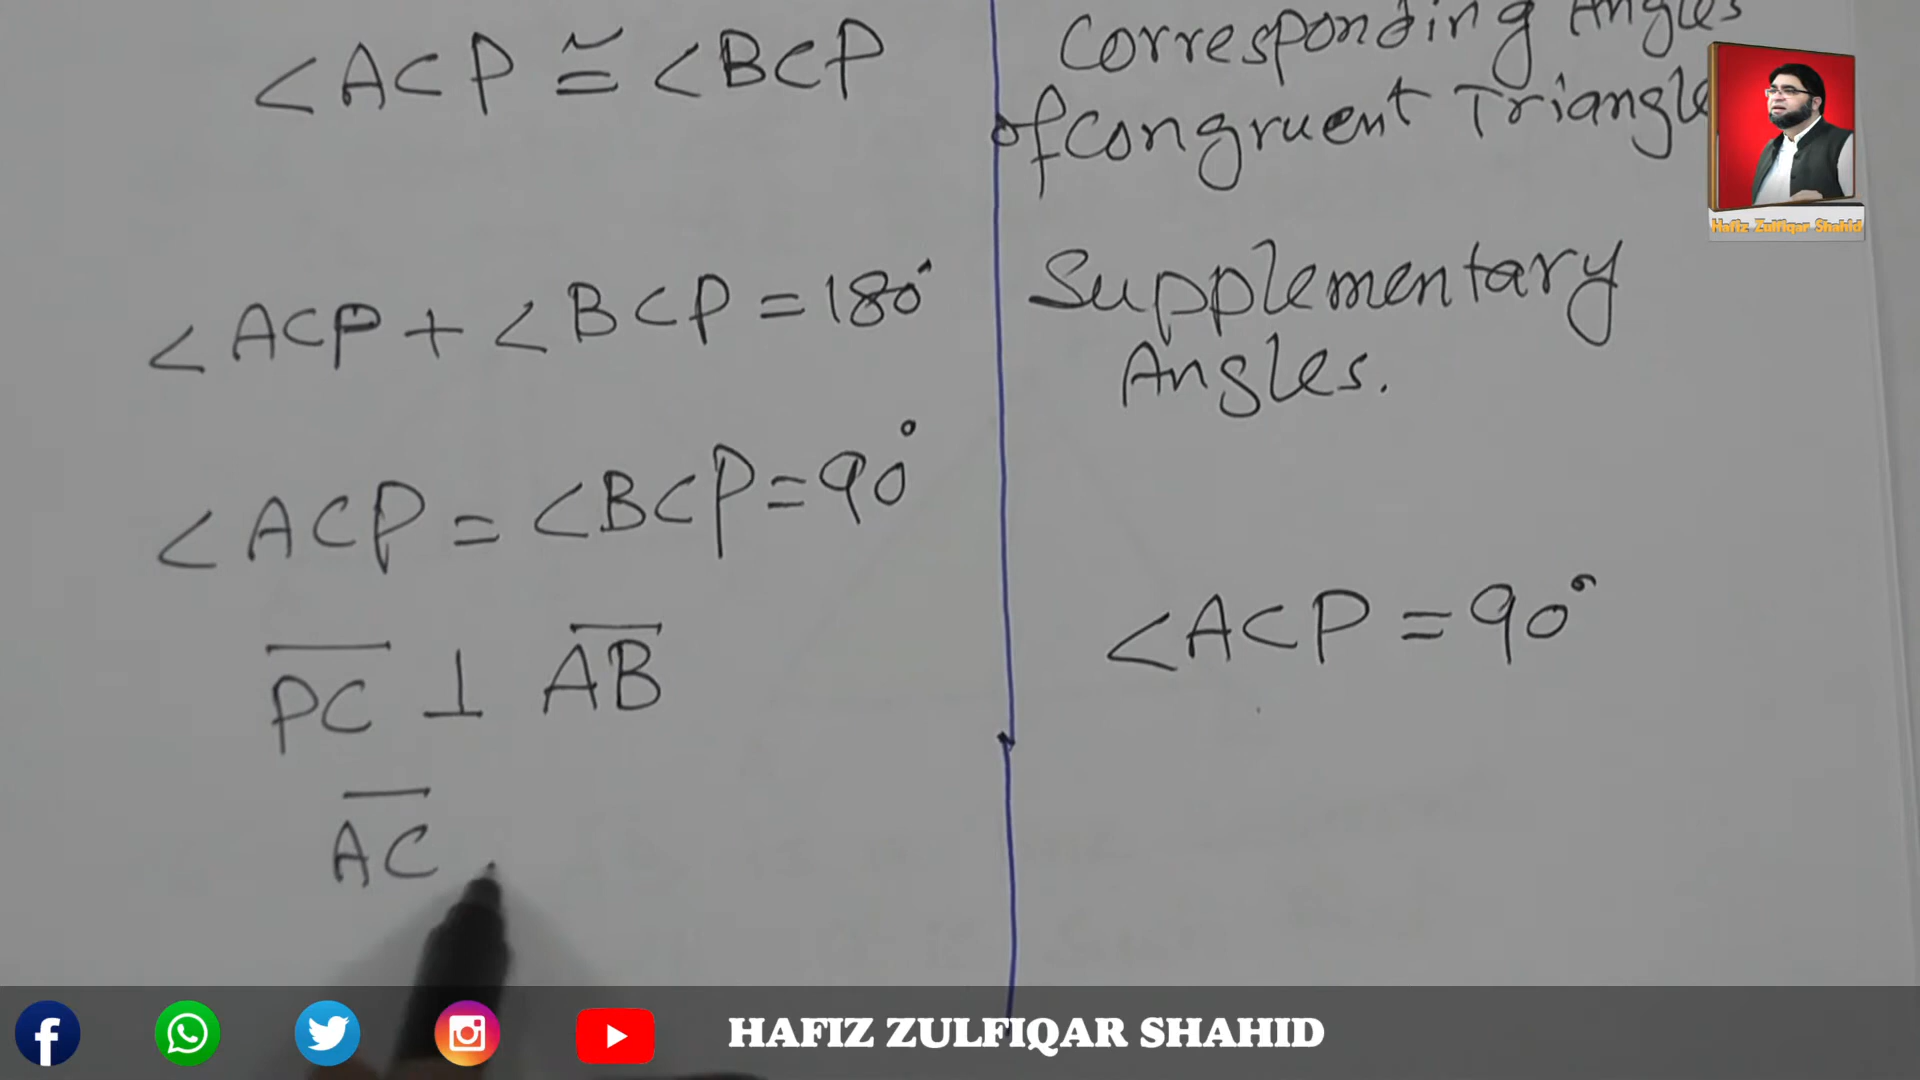 ∠ACP ≅ ∠BCP
Corresponding Angles
of congruent Triangle
∠ACP + ∠BCP = 180°
Supplementary
Angles.
∠ACP = ∠BCP = 90°
PC ⊥ AB
∠ACP = 90°
AC
Hafiz Zulfiqar Shahid
HAFIZ ZULFIQAR SHAHID